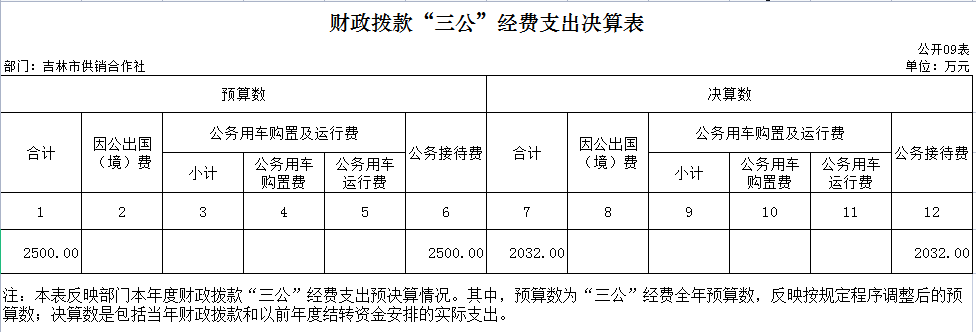 财政拨款“三公”经费支出决算表
公开09表
部门：吉林市供销合作社 单位：万元
预算数 决算数
合计 因公出国（境）费 公务用车购置及运行费 公务接待费 合计 因公出国（境）费 公务用车购置及运行费 公务接待费
小计 公务用车购置费 公务用车运行费 小计 公务用车购置费 公务用车运行费
1 2 3 4 5 6 7 8 9 10 11 12
2500.00 2500.00 2032.00 2032.00
注：本表反映部门本年度财政拨款“三公”经费支出预决算情况。其中，预算数为“三公”经费全年预算数，反映按规定程序调整后的预
算数；决算数是包括当年财政拨款和以前年度结转资金安排的实际支出。